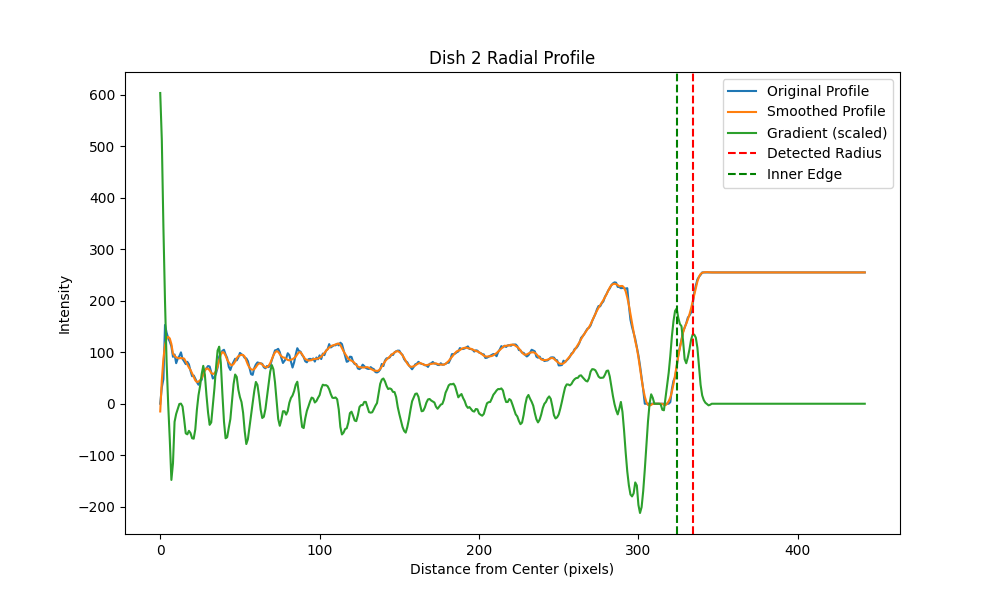 Dish 2 Radial Profile
Original Profile
Smoothed Profile
Gradient (scaled)
Detected Radius
Inner Edge
Intensity
600
500
400
300
200
100
0
−100
−200
0 100 200 300 400
Distance from Center (pixels)